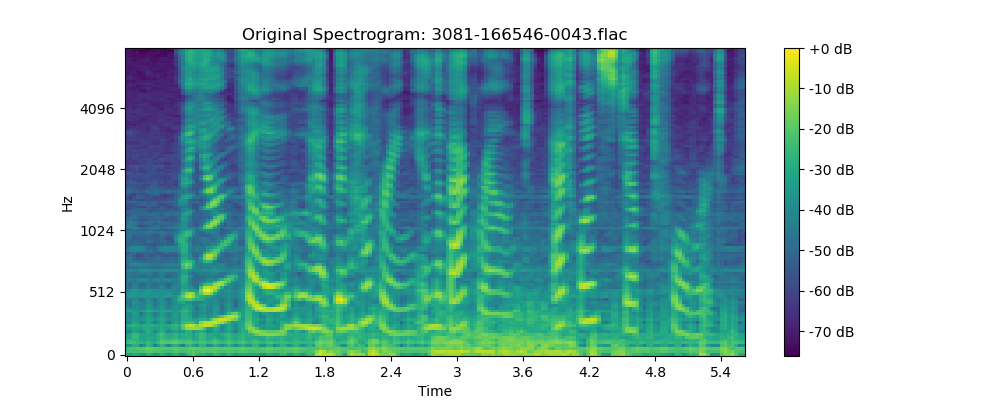 Original Spectrogram: 3081-166546-0043.flac
+0 dB
4096
-10 dB
-20 dB
2048
-30 dB
Hz
1024
-40 dB
-50 dB
512
-60 dB
-70 dB
0
0 0.6 1.2 1.8 2.4 3 3.6 4.2 4.8 5.4
Time